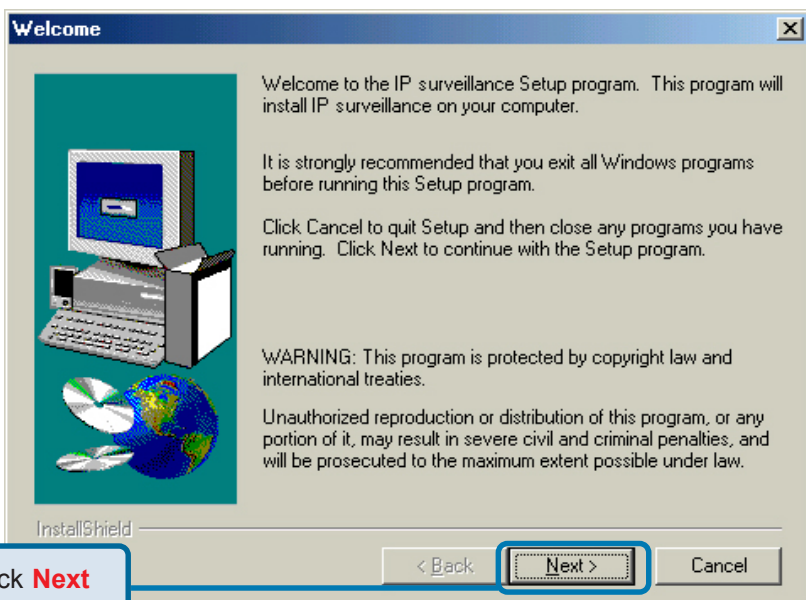 Welcome
Welcome to the IP surveillance Setup program. This program will
install IP surveillance on your computer.
It is strongly recommended that you exit all Windows programs
before running this Setup program.
Click Cancel to quit Setup and then close any programs you have
running. Click Next to continue with the Setup program.
WARNING: This program is protected by copyright law and
international treaties.
Unauthorized reproduction or distribution of this program, or any
portion of it, may result in severe civil and criminal penalties, and
will be prosecuted to the maximum extent possible under law.
InstallShield
< Back
Next >
Cancel
ck Next